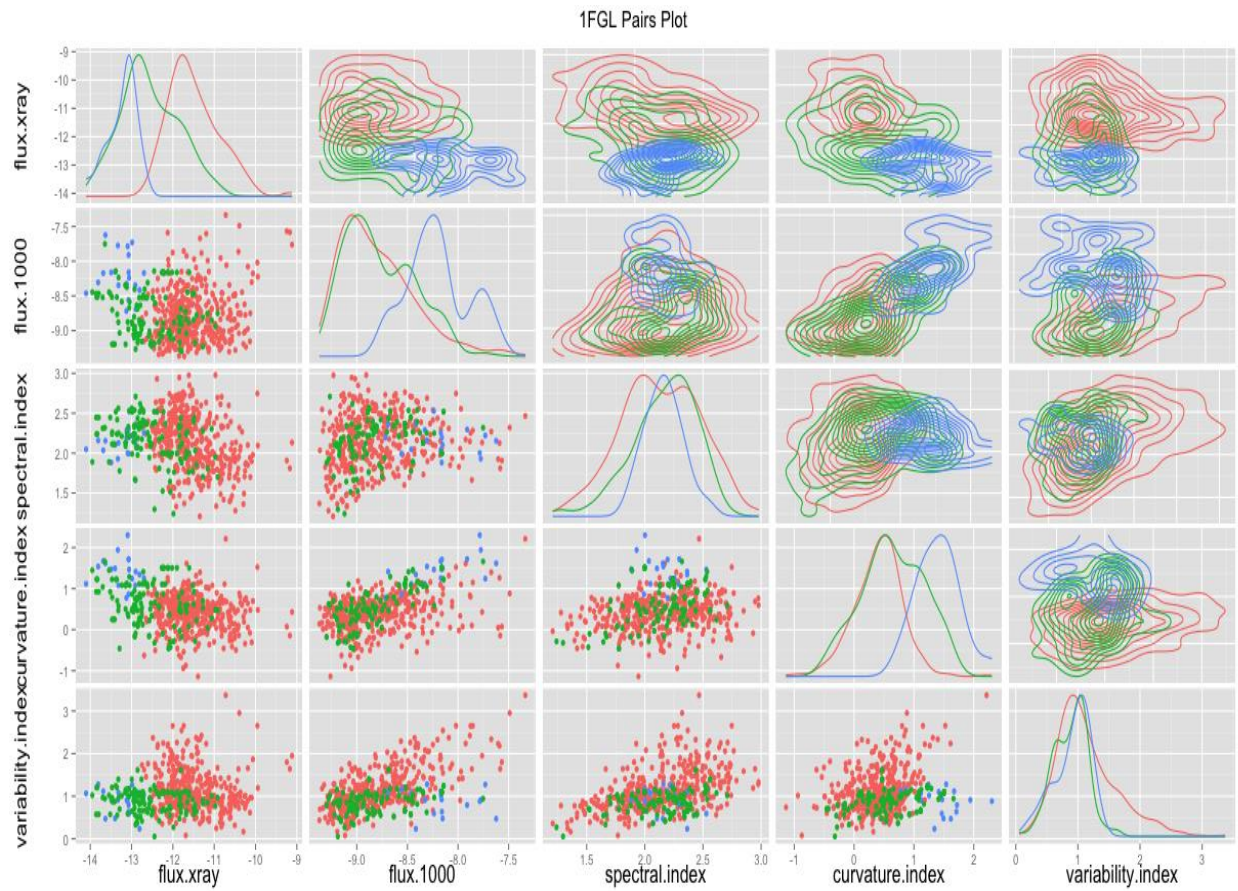 1FGL Pairs Plot
flux.xray
-9
-10
-11
-12
-13
-14
flux.1000
-7.5
-8.0
-8.5
-9.0
spectral.index
3.0
2.5
2.0
1.5
curvature.index
2
1
0
-1
variability.index
3
2
1
0
-14 -13 -12 -11 -10 -9
-9.0 -8.5 -8.0 -7.5
1.5 2.0 2.5 3.0
-1 0 1 2
0 1 2 3
flux.xray
flux.1000
spectral.index
curvature.index
variability.index